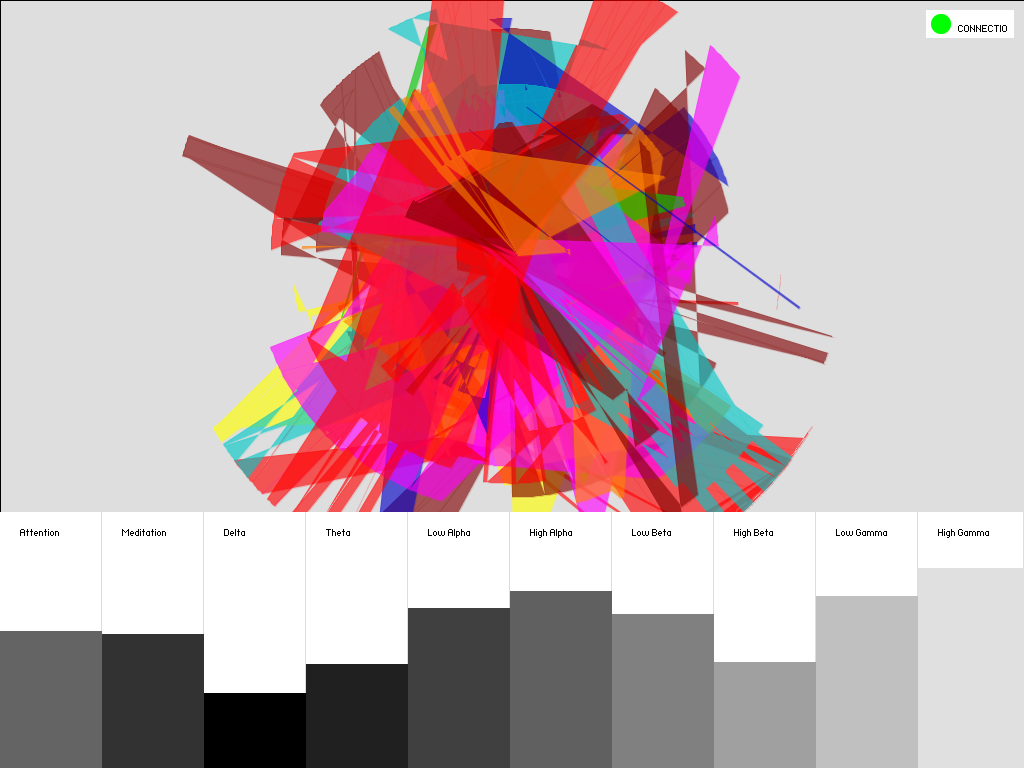 CONNECTIO
Attention
Meditation
Delta
Theta
Low Alpha
High Alpha
Low Beta
High Beta
Low Gamma
High Gamma